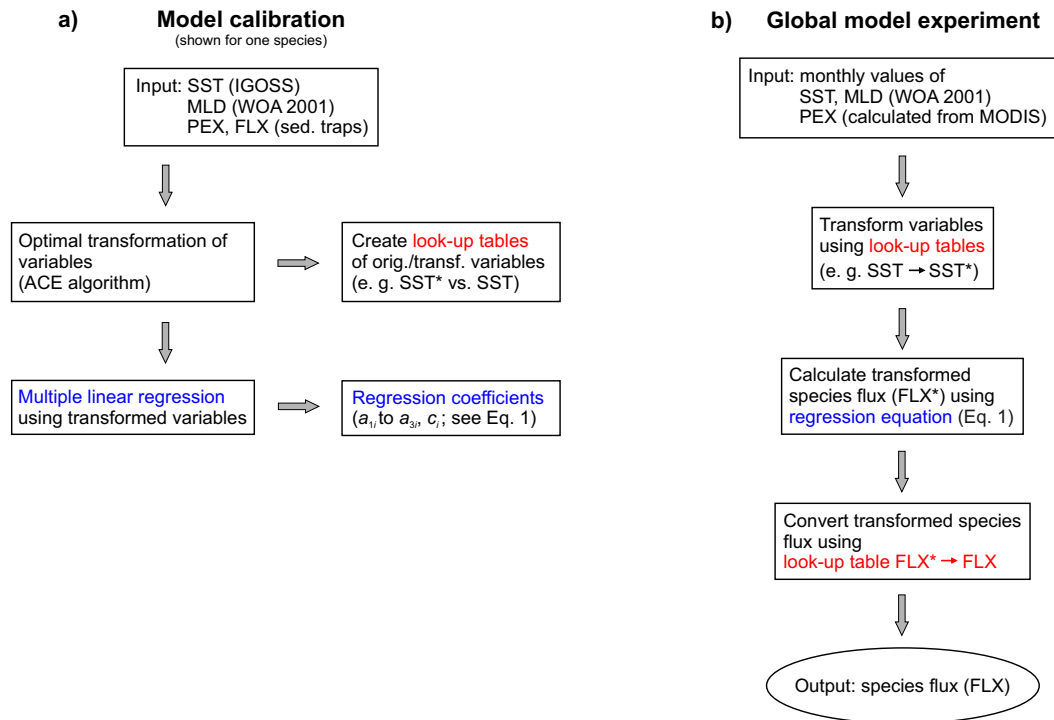 a) Model calibration
(shown for one species)
Input: SST (IGOSS)
MLD (WOA 2001)
PEX, FLX (sed. traps)
Optimal transformation of
variables
(ACE algorithm)
Create look-up tables
of orig./transf. variables
(e. g. SST* vs. SST)
Multiple linear regression
using transformed variables
Regression coefficients
(a1i to a3i, ci; see Eq. 1)
b) Global model experiment
Input: monthly values of
SST, MLD (WOA 2001)
PEX (calculated from MODIS)
Transform variables
using look-up tables
(e. g. SST → SST*)
Calculate transformed
species flux (FLX*) using
regression equation (Eq. 1)
Convert transformed species
flux using
look-up table FLX* → FLX
Output: species flux (FLX)